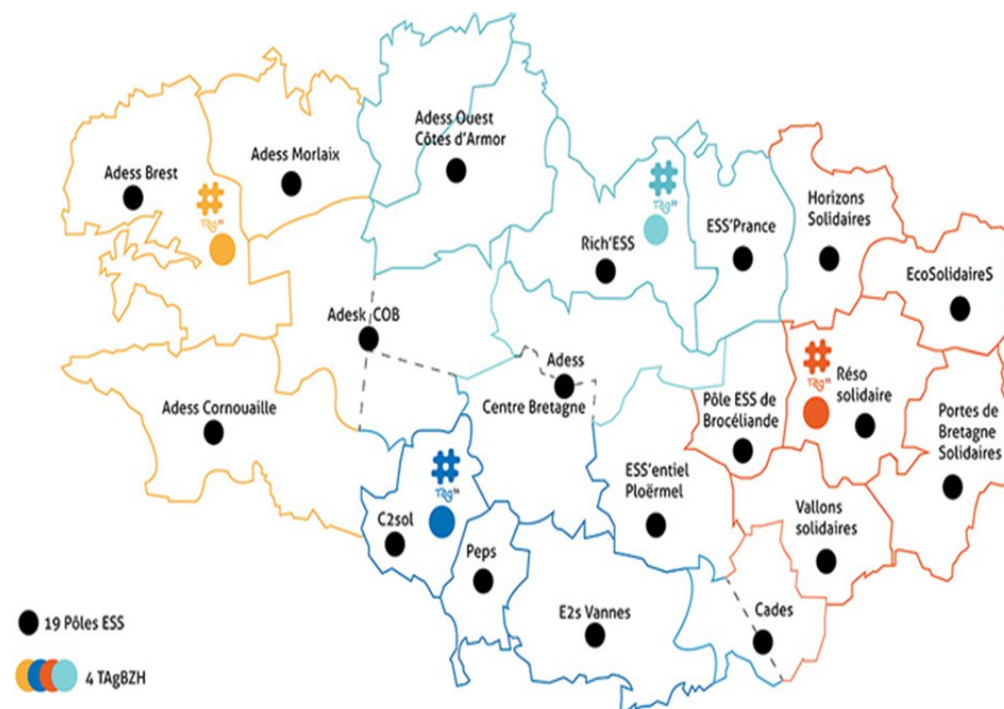 Adess Brest
Adess Morlaix
Adess Ouest
Côtes d'Armor
Rich'ESS
ESS'Prance
Horizons
Solidaires
EcoSolidaireS
Adesk COB
Adess
Centre Bretagne
Adess Cornouaille
Pôle ESS de
Brocéliande
Réso
solidaire
Portes de
Bretagne
Solidaires
C2sol
Peps
ESS'entiel
Ploërmel
Vallons
solidaires
E2s Vannes
Cades
19 Pôles ESS
4 TAgBZH